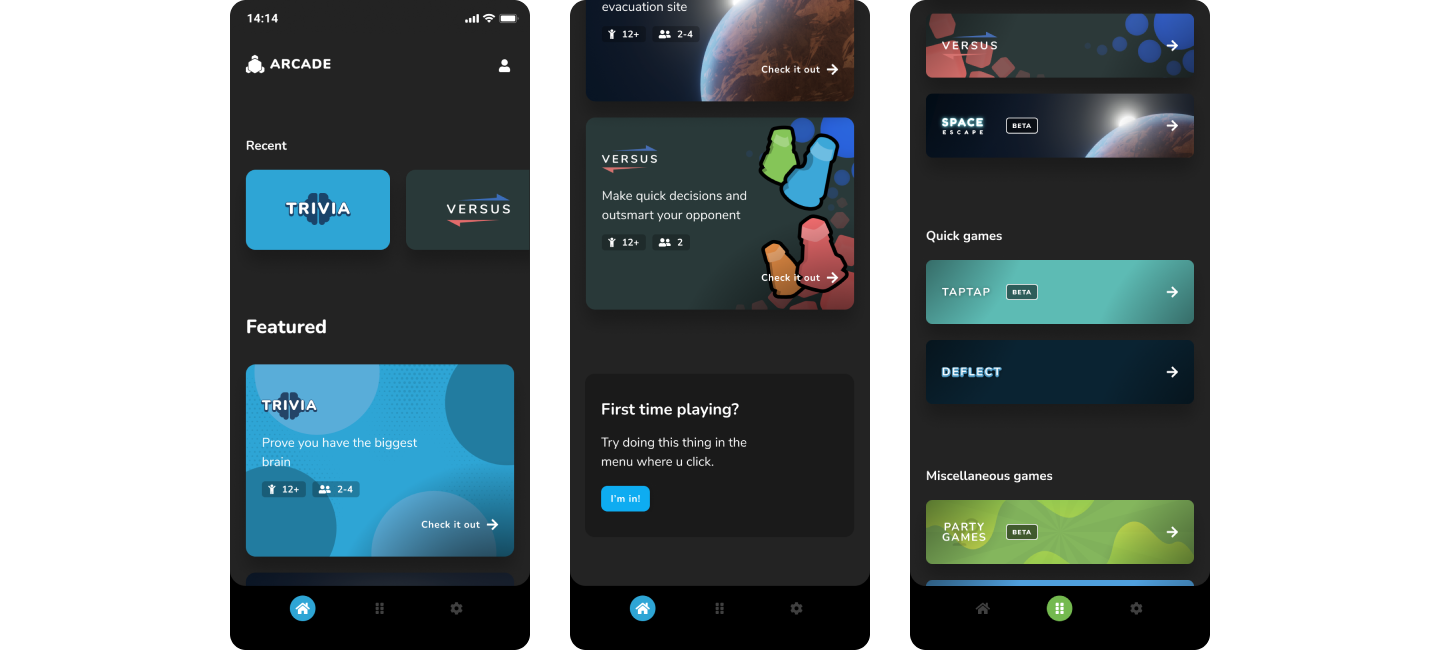 14:14
ARCADE
Recent
TRIVIA
VERSUS
Featured
TRIVIA
Prove you have the biggest
brain
12+ 2-4
Check it out
evacuation site
12+ 2-4
Check it out
VERSUS
Make quick decisions and
outsmart your opponent
12+ 2
Check it out
First time playing?
Try doing this thing in the
menu where u click.
I'm in!
VERSUS
SPACE
ESCAPE
BETA
Quick games
TAPTAP BETA
DEFLECT
Miscellaneous games
PARTY
GAMES
BETA